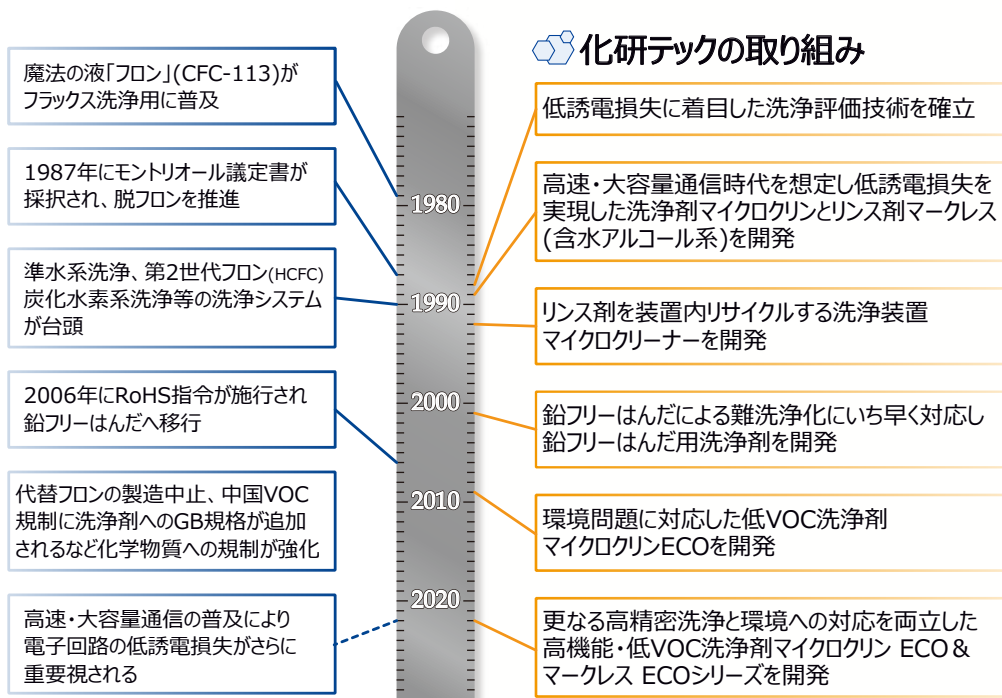 魔法の液「フロン」(CFC-113)が
フラックス洗浄用に普及
1987年にモントリオール議定書が
採択され、脱フロンを推進
準水系洗浄、第2世代フロン(HCFC)
炭化水素系洗浄等の洗浄システム
が台頭
2006年にRoHS指令が施行され
鉛フリーはんだへ移行
代替フロンの製造中止、中国VOC
規制に洗浄剤へのGB規格が追加
されるなど化学物質への規制が強化
高速・大容量通信の普及により
電子回路の低誘電損失がさらに
重要視される
1980
1990
2000
2010
2020
化研テックの取り組み
低誘電損失に着目した洗浄評価技術を確立
高速・大容量通信時代を想定し低誘電損失を
実現した洗浄剤マイクロクリンとリンス剤マークレス
(含水アルコール系)を開発
リンス剤を装置内リサイクルする洗浄装置
マイクロクリーナーを開発
鉛フリーはんだによる難洗浄化にいち早く対応し
鉛フリーはんだ用洗浄剤を開発
環境問題に対応した低VOC洗浄剤
マイクロクリンECOを開発
更なる高精密洗浄と環境への対応を両立した
高機能・低VOC洗浄剤マイクロクリン ECO＆
マークレス ECOシリーズを開発